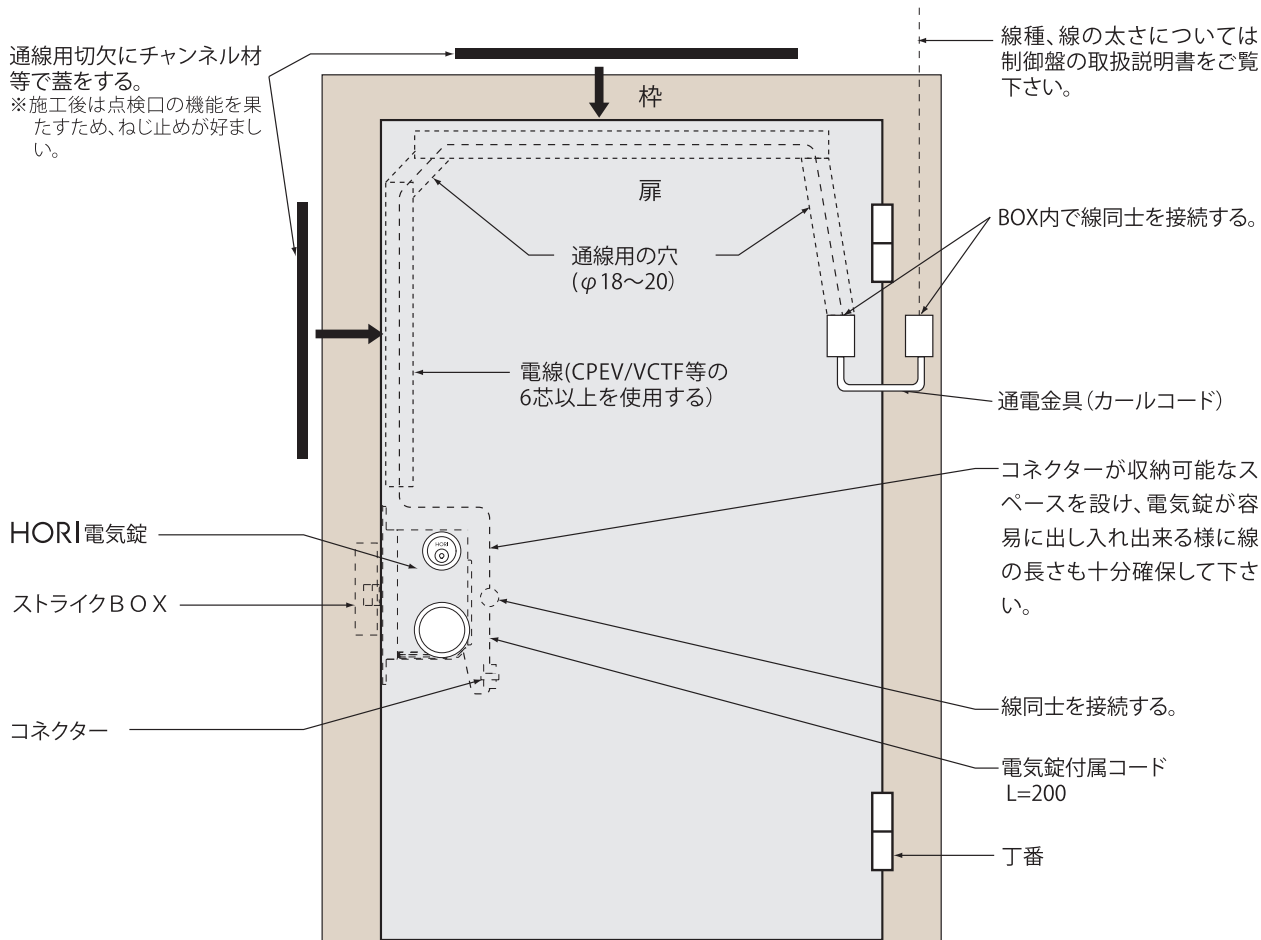 通線用切欠にチャンネル材
等で蓋をする。
※施工後は点検口の機能を果
たすため、ねじ止めが好まし
い。
枠
扉
通線用の穴
(φ18〜20)
電線(CPEV/VCTF等の
6芯以上を使用する)
HORI電気錠
HORI
ストライクBOX
コネクター
線種、線の太さについては
制御盤の取扱説明書をご覧
下さい。
BOX内で線同士を接続する。
通電金具(カールコード)
コネクターが収納可能なス
ペースを設け、電気錠が容
易に出し入れ出来る様に線
の長さも十分確保して下さ
い。
線同士を接続する。
電気錠付属コード
L=200
丁番